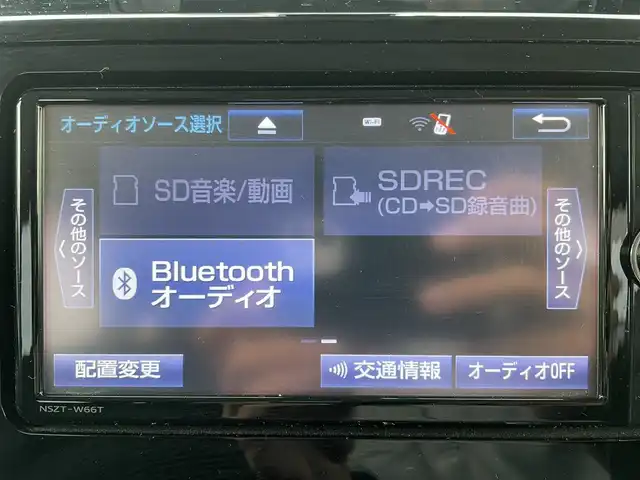 オーディオソース選択
Wi-Fi
SD音楽/動画
SDREC
(CD➡SD録音曲)
その他のソース
Bluetooth
オーディオ
その他のソース
配置変更
交通情報
オーディオOFF
NSZT-W66T